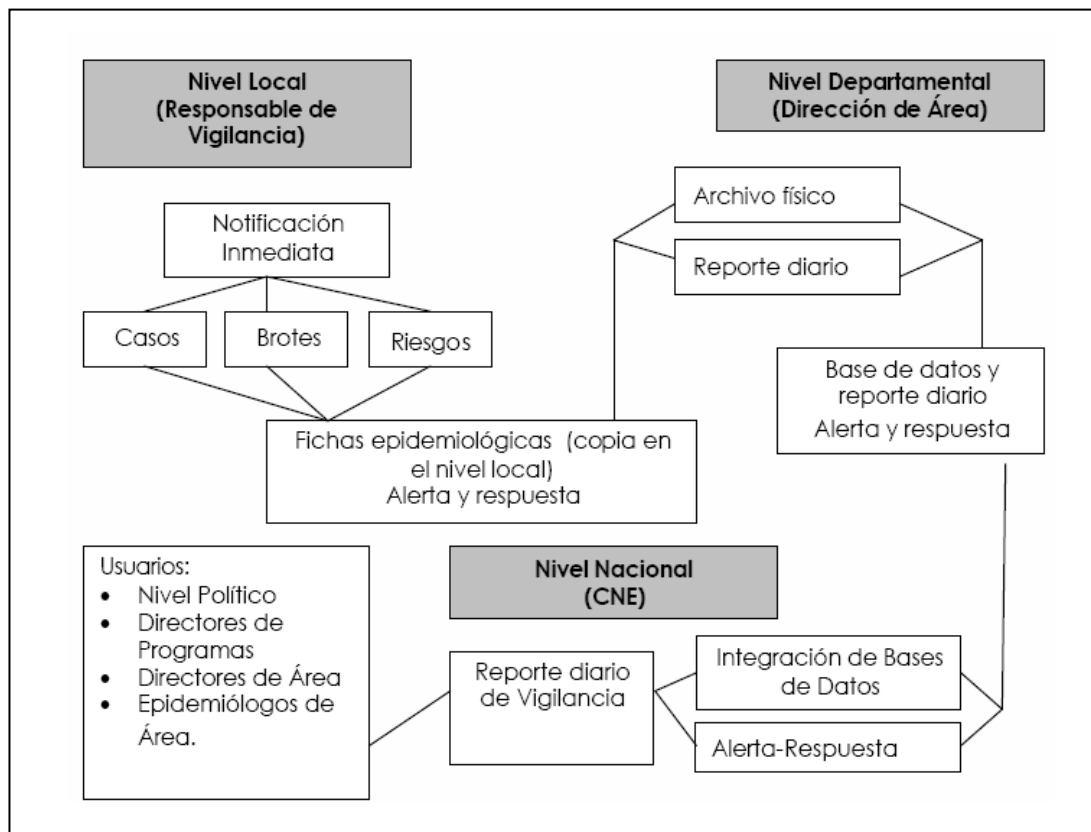 Nivel Local
(Responsable de
Vigilancia)
Nivel Departamental
(Dirección de Área)
Notificación
Inmediata
Casos
Brotes
Riesgos
Fichas epidemiológicas (copia en
el nivel local)
Alerta y respuesta
Archivo físico
Reporte diario
Base de datos y
reporte diario
Alerta y respuesta
Nivel Nacional
(CNE)
Integración de Bases
de Datos
Alerta-Respuesta
Reporte diario
de Vigilancia
Usuarios:
• Nivel Político
• Directores de
Programas
• Directores de Área
• Epidemiólogos de
Área.